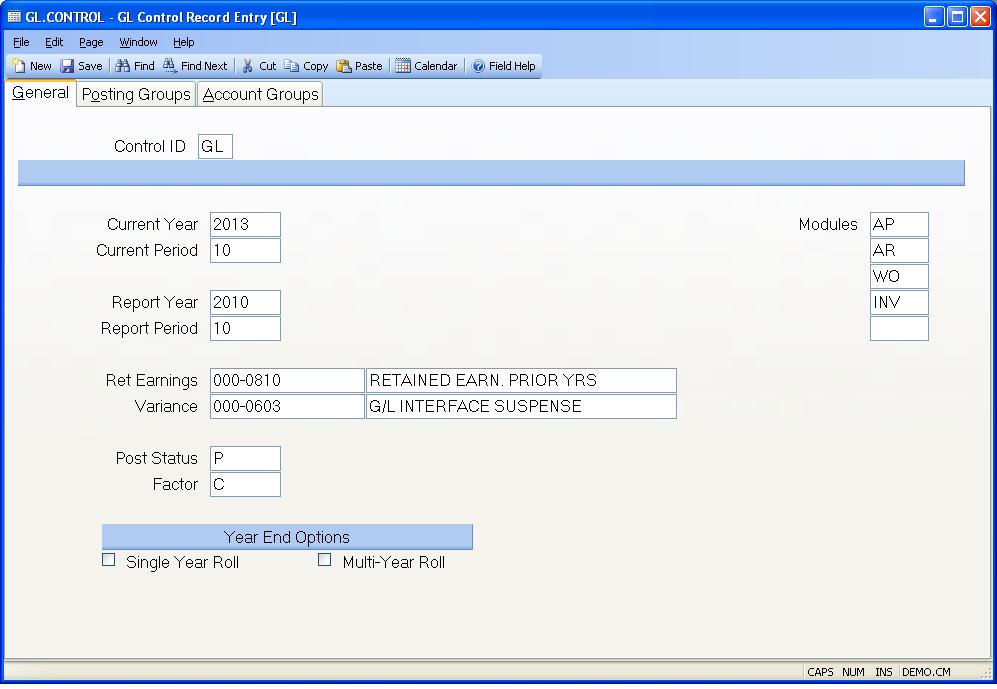 GL.CONTROL - GL Control Record Entry [GL]
File Edit Page Window Help
New Save Find Find Next Cut Copy Paste Calendar Field Help
General Posting Groups Account Groups
Control ID GL
Current Year 2013 Modules AP
Current Period 10 AR
WO
Report Year 2010 INV
Report Period 10
Ret Earnings 000-0810 RETAINED EARN. PRIOR YRS
Variance 000-0603 G/L INTERFACE SUSPENSE
Post Status P
Factor C
Year End Options
Single Year Roll Multi-Year Roll
CAPS NUM INS DEMO.CM